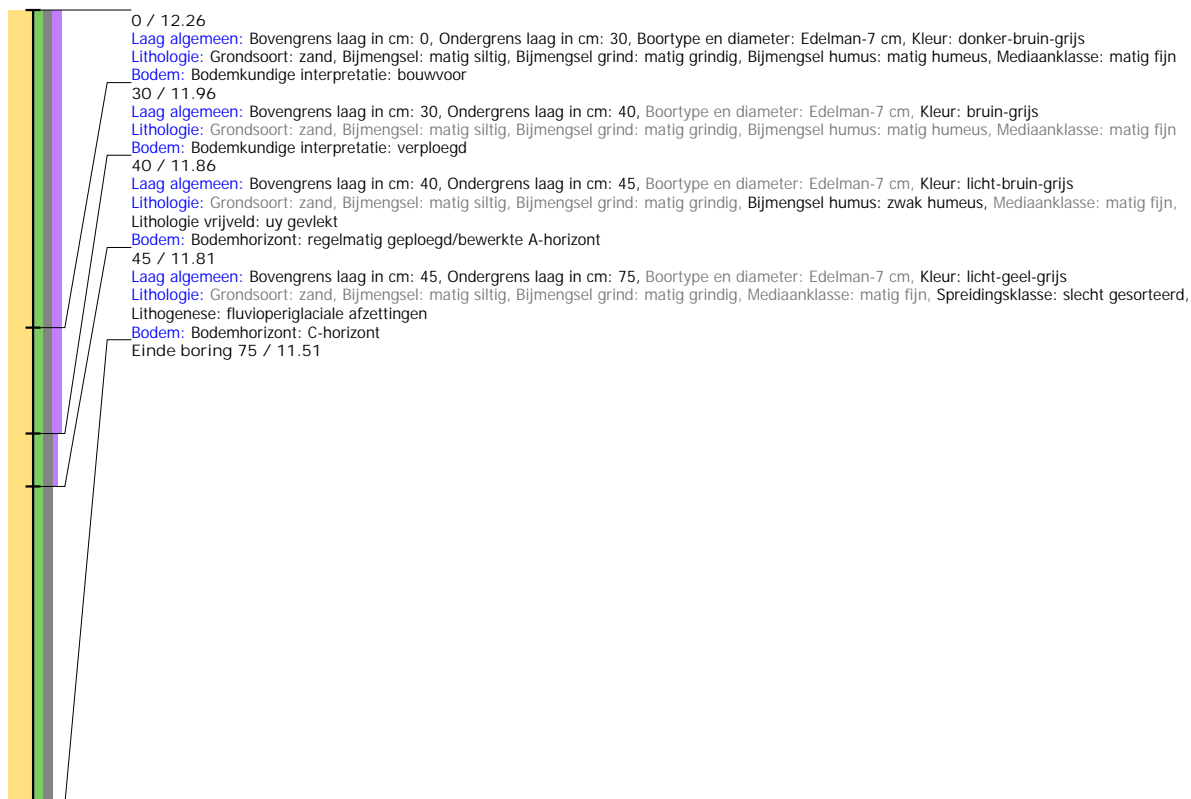 0 / 12.26
Laag algemeen: Bovengrens laag in cm: 0, Ondergrens laag in cm: 30, Boortype en diameter: Edelman-7 cm, Kleur: donker-bruin-grijs
Lithologie: Grondsoort: zand, Bijmengsel: matig siltig, Bijmengsel grind: matig grindig, Bijmengsel humus: matig humeus, Mediaanklasse: matig fijn
Bodem: Bodemkundige interpretatie: bouwvoor
30 / 11.96
Laag algemeen: Bovengrens laag in cm: 30, Ondergrens laag in cm: 40, Boortype en diameter: Edelman-7 cm, Kleur: bruin-grijs
Lithologie: Grondsoort: zand, Bijmengsel: matig siltig, Bijmengsel grind: matig grindig, Bijmengsel humus: matig humeus, Mediaanklasse: matig fijn
Bodem: Bodemkundige interpretatie: verploegd
40 / 11.86
Laag algemeen: Bovengrens laag in cm: 40, Ondergrens laag in cm: 45, Boortype en diameter: Edelman-7 cm, Kleur: licht-bruin-grijs
Lithologie: Grondsoort: zand, Bijmengsel: matig siltig, Bijmengsel grind: matig grindig, Bijmengsel humus: zwak humeus, Mediaanklasse: matig fijn,
Lithologie vrijveld: uy gevlekt
Bodem: Bodemhorizont: regelmatig geploegd/bewerkte A-horizont
45 / 11.81
Laag algemeen: Bovengrens laag in cm: 45, Ondergrens laag in cm: 75, Boortype en diameter: Edelman-7 cm, Kleur: licht-geel-grijs
Lithologie: Grondsoort: zand, Bijmengsel: matig siltig, Bijmengsel grind: matig grindig, Mediaanklasse: matig fijn, Spreidingsklasse: slecht gesorteerd,
Lithogenese: fluvioperiglaciale afzettingen
Bodem: Bodemhorizont: C-horizont
Einde boring 75 / 11.51